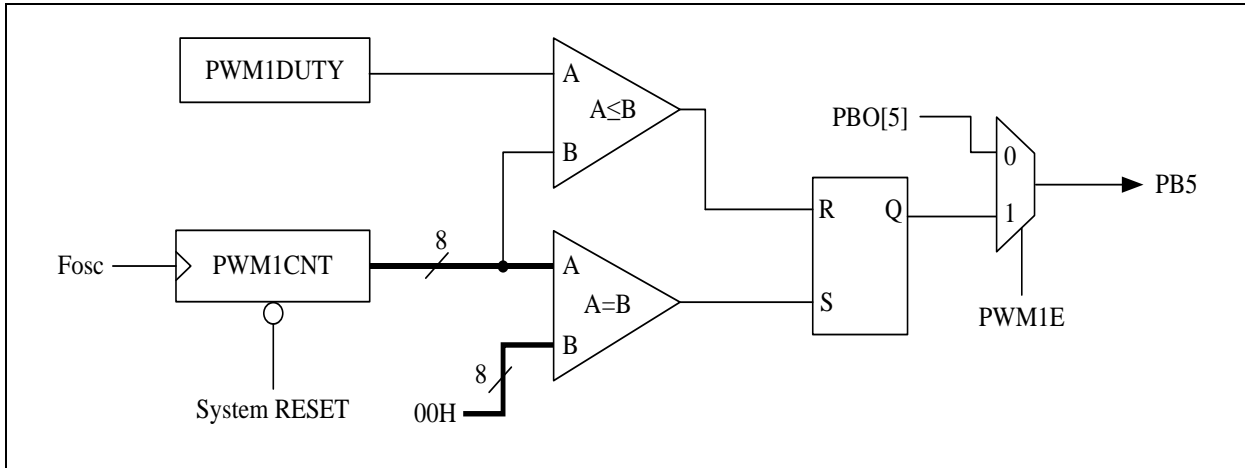 PWM1DUTY
A
A≤B
B
PBO[5]
0
1
PB5
R
Q
S
Fosc
PWM1CNT
8
A
A=B
B
8
00H
System RESET
PWM1E